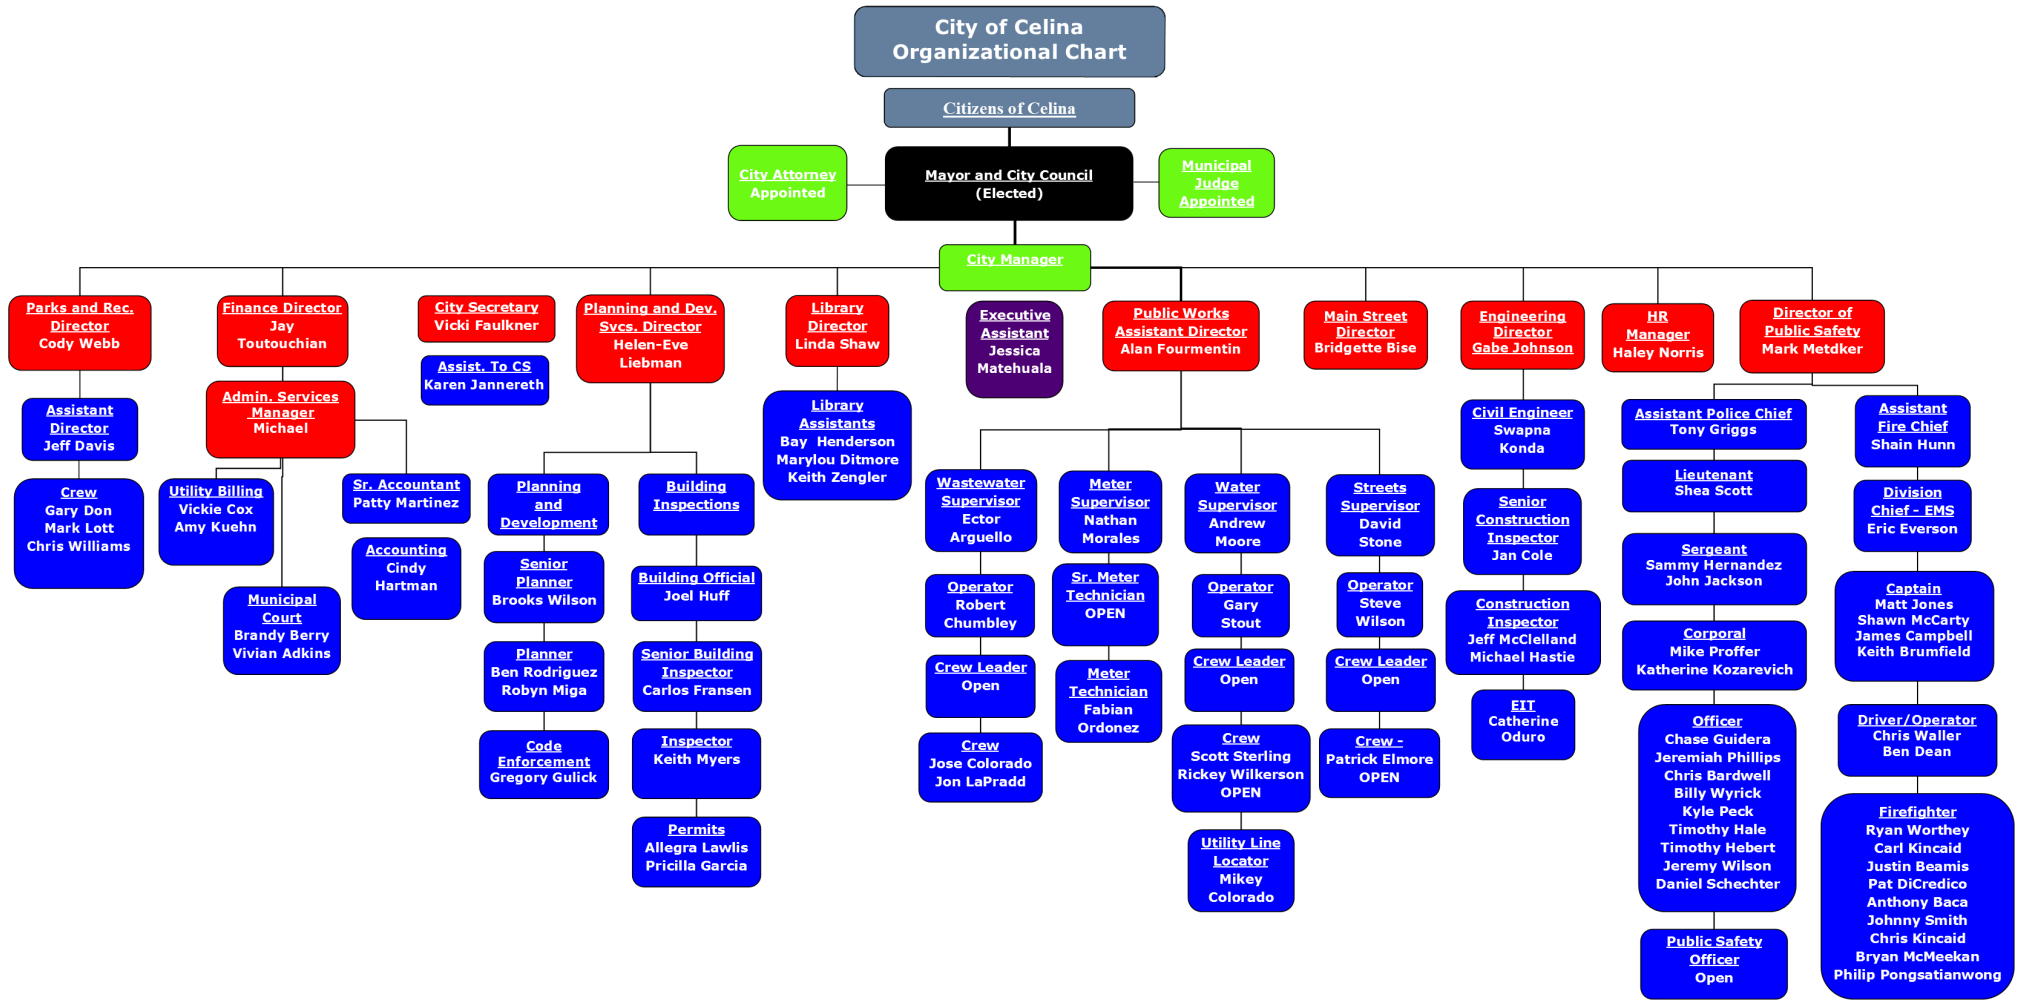 City of Celina
Organizational Chart
Citizens of Celina
City Attorney
Appointed
Mayor and City Council
(Elected)
Municipal
Judge
Appointed
City Manager
Parks and Rec.
Director
Cody Webb
Finance Director
Jay
Toutouchian
City Secretary
Vicki Faulkner
Planning and Dev.
Svcs. Director
Helen-Eve
Liebman
Library
Director
Linda Shaw
Executive
Assistant
Jessica
Matehuala
Public Works
Assistant Director
Alan Fourmentin
Main Street
Director
Bridgette Bise
Engineering
Director
Gabe Johnson
HR
Manager
Haley Norris
Director of
Public Safety
Mark Metdker
Assistant
Director
Jeff Davis
Crew
Gary Don
Mark Lott
Chris Williams
Admin. Services
Manager
Michael
Utility Billing
Vickie Cox
Amy Kuehn
Municipal
Court
Brandy Berry
Vivian Adkins
Sr. Accountant
Patty Martinez
Accounting
Cindy
Hartman
Assist. To CS
Karen Jannereth
Planning
and
Development
Senior
Planner
Brooks Wilson
Planner
Ben Rodriguez
Robyn Miga
Code
Enforcement
Gregory Gulick
Building
Inspections
Building Official
Joel Huff
Senior Building
Inspector
Carlos Fransen
Inspector
Keith Myers
Permits
Allegra Lawlis
Pricilla Garcia
Library
Assistants
Bay Henderson
Marylou Ditmore
Keith Zengler
Wastewater
Supervisor
Ector
Arguello
Operator
Robert
Chumbley
Crew Leader
Open
Crew
Jose Colorado
Jon LaPradd
Meter
Supervisor
Nathan
Morales
Sr. Meter
Technician
OPEN
Meter
Technician
Fabian
Ordonez
Water
Supervisor
Andrew
Moore
Operator
Gary
Stout
Crew Leader
Open
Crew
Scott Sterling
Rickey Wilkerson
OPEN
Utility Line
Locator
Mikey
Colorado
Streets
Supervisor
David
Stone
Operator
Steve
Wilson
Crew Leader
Open
Crew -
Patrick Elmore
OPEN
Civil Engineer
Swapna
Konda
Senior
Construction
Inspector
Jan Cole
Construction
Inspector
Jeff McClelland
Michael Hastie
EIT
Catherine
Oduro
Assistant Police Chief
Tony Griggs
Lieutenant
Shea Scott
Sergeant
Sammy Hernandez
John Jackson
Corporal
Mike Proffer
Katherine Kozarevich
Officer
Chase Guidera
Jeremiah Phillips
Chris Bardwell
Billy Wyrick
Kyle Peck
Timothy Hale
Timothy Hebert
Jeremy Wilson
Daniel Schechter
Public Safety
Officer
Open
Assistant
Fire Chief
Shain Hunn
Division
Chief - EMS
Eric Everson
Captain
Matt Jones
Shawn McCarty
James Campbell
Keith Brumfield
Driver/Operator
Chris Waller
Ben Dean
Firefighter
Ryan Worthey
Carl Kincaid
Justin Beamis
Pat DiCredico
Anthony Baca
Johnny Smith
Chris Kincaid
Bryan McMeekan
Philip Pongsatianwong